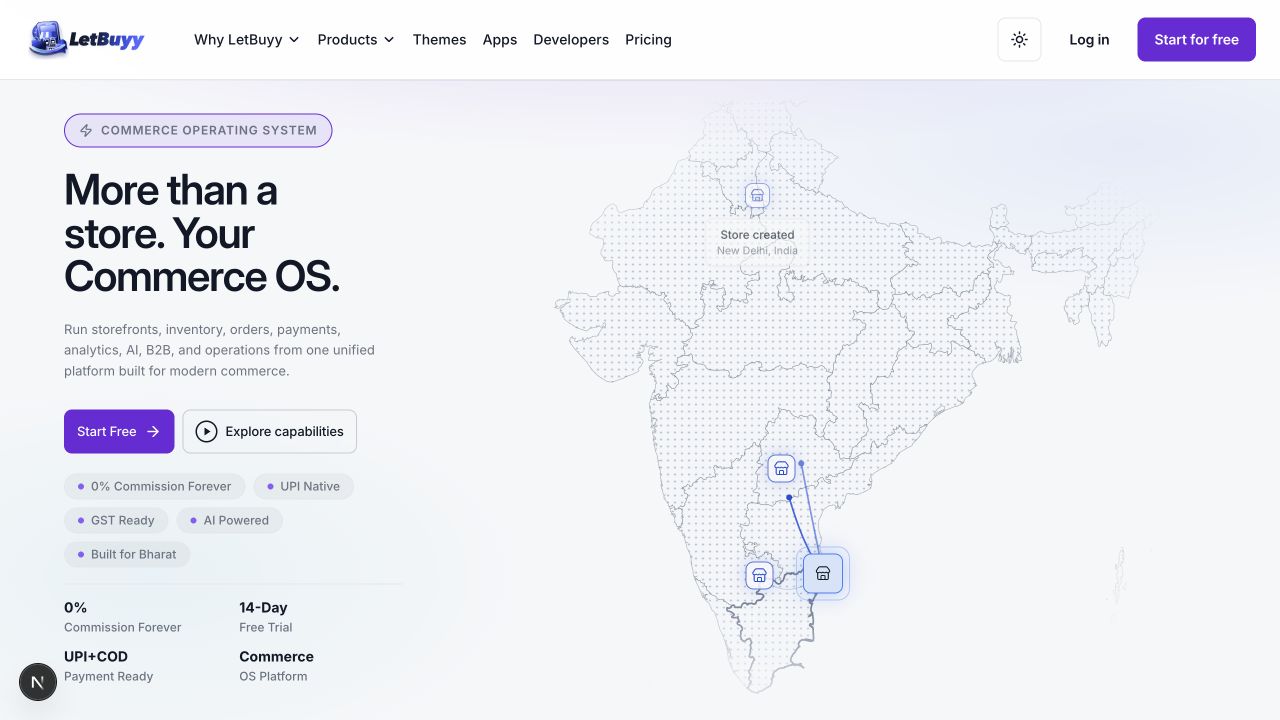 LetBuyy
Why LetBuyy
Products
Themes
Apps
Developers
Pricing
Log in
Start for free
COMMERCE OPERATING SYSTEM
More than a
store. Your
Commerce OS.
Run storefronts, inventory, orders, payments,
analytics, AI, B2B, and operations from one unified
platform built for modern commerce.
Start Free
Explore capabilities
0% Commission Forever
UPI Native
GST Ready
AI Powered
Built for Bharat
0%
Commission Forever
14-Day
Free Trial
UPI+COD
Payment Ready
Commerce
OS Platform
Store created
New Delhi, India
N